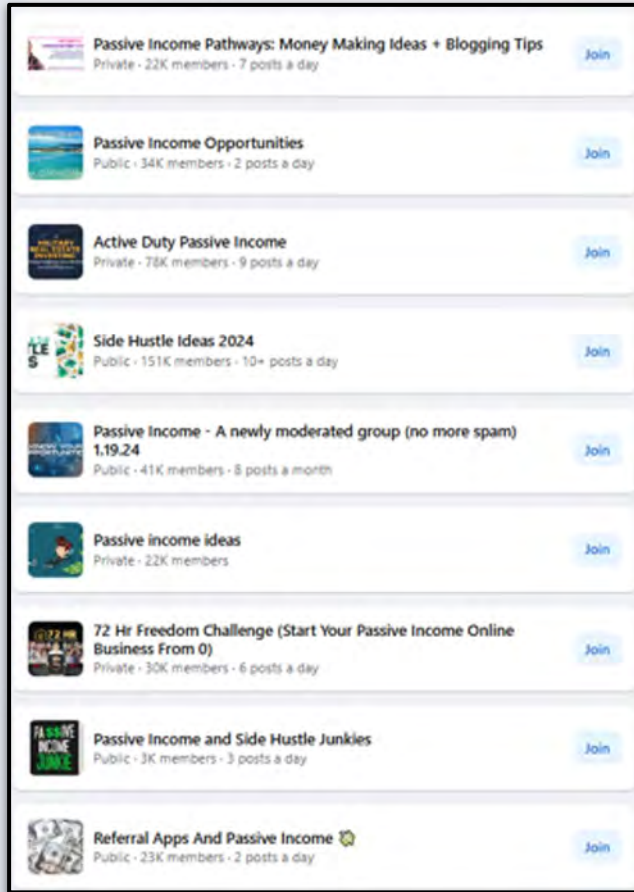 Passive Income Pathways: Money Making Ideas + Blogging Tips
Private · 22K members · 7 posts a day
Join
Passive Income Opportunities
Public · 34K members · 2 posts a day
Join
Active Duty Passive Income
Private · 78K members · 9 posts a day
Join
Side Hustle Ideas 2024
Public · 151K members · 10+ posts a day
Join
Passive Income - A newly moderated group (no more spam)
1.19.24
Public · 41K members · 8 posts a month
Join
Passive income ideas
Private · 22K members
Join
72 HR
72 Hr Freedom Challenge (Start Your Passive Income Online
Business From 0)
Private · 30K members · 6 posts a day
Join
PA$$IVE
INCOME
JUNKIE
Passive Income and Side Hustle Junkies
Public · 3K members · 3 posts a day
Join
Referral Apps And Passive Income
Public · 23K members · 2 posts a day
Join